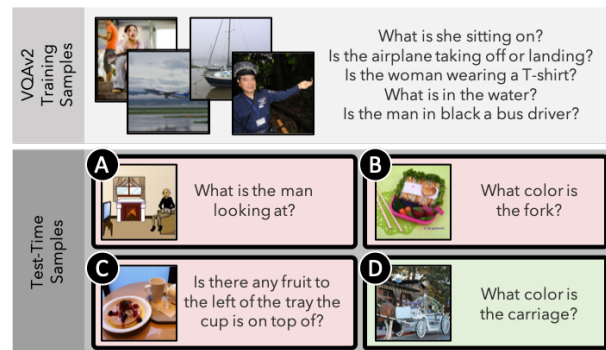 VQAv2
Training
Samples
What is she sitting on?
Is the airplane taking off or landing?
Is the woman wearing a T-shirt?
What is in the water?
Is the man in black a bus driver?
Test-Time
Samples
A
What is the man
looking at?
B
What color is
the fork?
C
Is there any fruit to
the left of the tray the
cup is on top of?
D
What color is
the carriage?